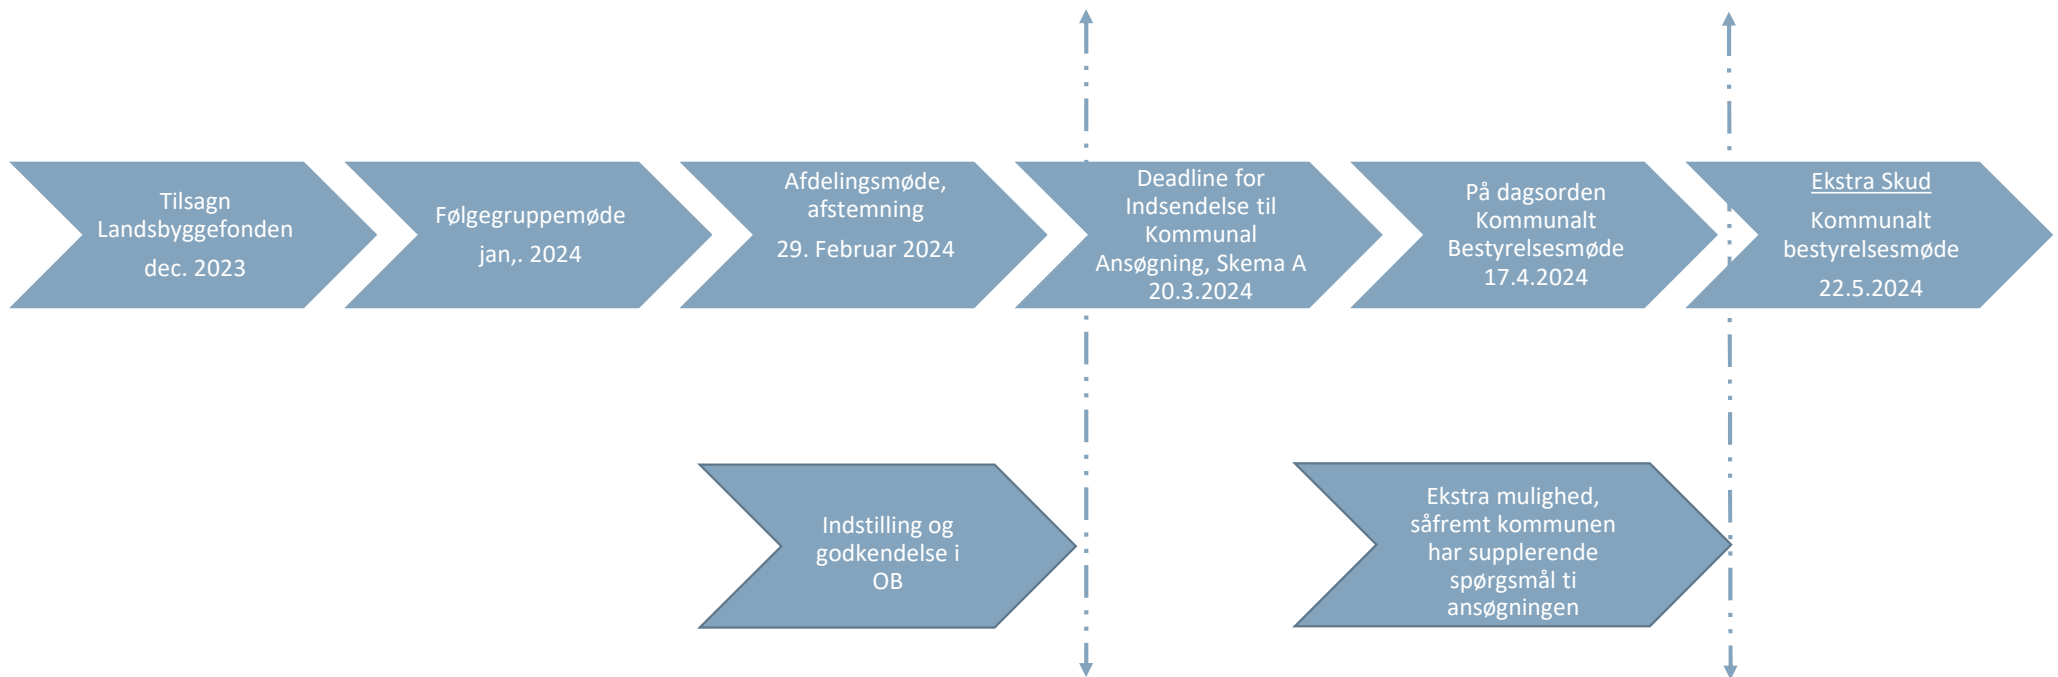 Tilsagn
Landsbyggefonden
dec. 2023
Følgegruppemøde
jan,. 2024
Afdelingsmøde,
afstemning
29. Februar 2024
Deadline for
Indsendelse til
Kommunal
Ansøgning, Skema A
20.3.2024
På dagsorden
Kommunalt
Bestyrelsesmøde
17.4.2024
Ekstra Skud
Kommunalt
bestyrelsesmøde
22.5.2024
Indstilling og
godkendelse i
OB
Ekstra mulighed,
såfremt kommunen
har supplerende
spørgsmål ti
ansøgningen